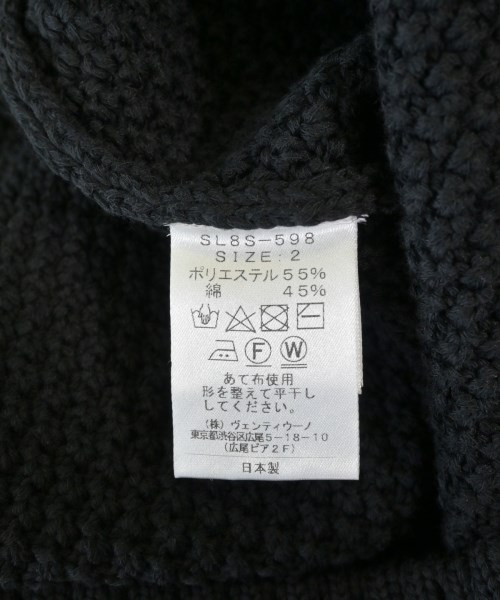 SL8S-598
SIZE:2
ポリエステル 55%
綿 45%
F W
あて布使用
形を整えて平干し
してください。
(株)ヴェンティウーノ
東京都渋谷区広尾5-18-10
(広尾ピア2F)
日本製